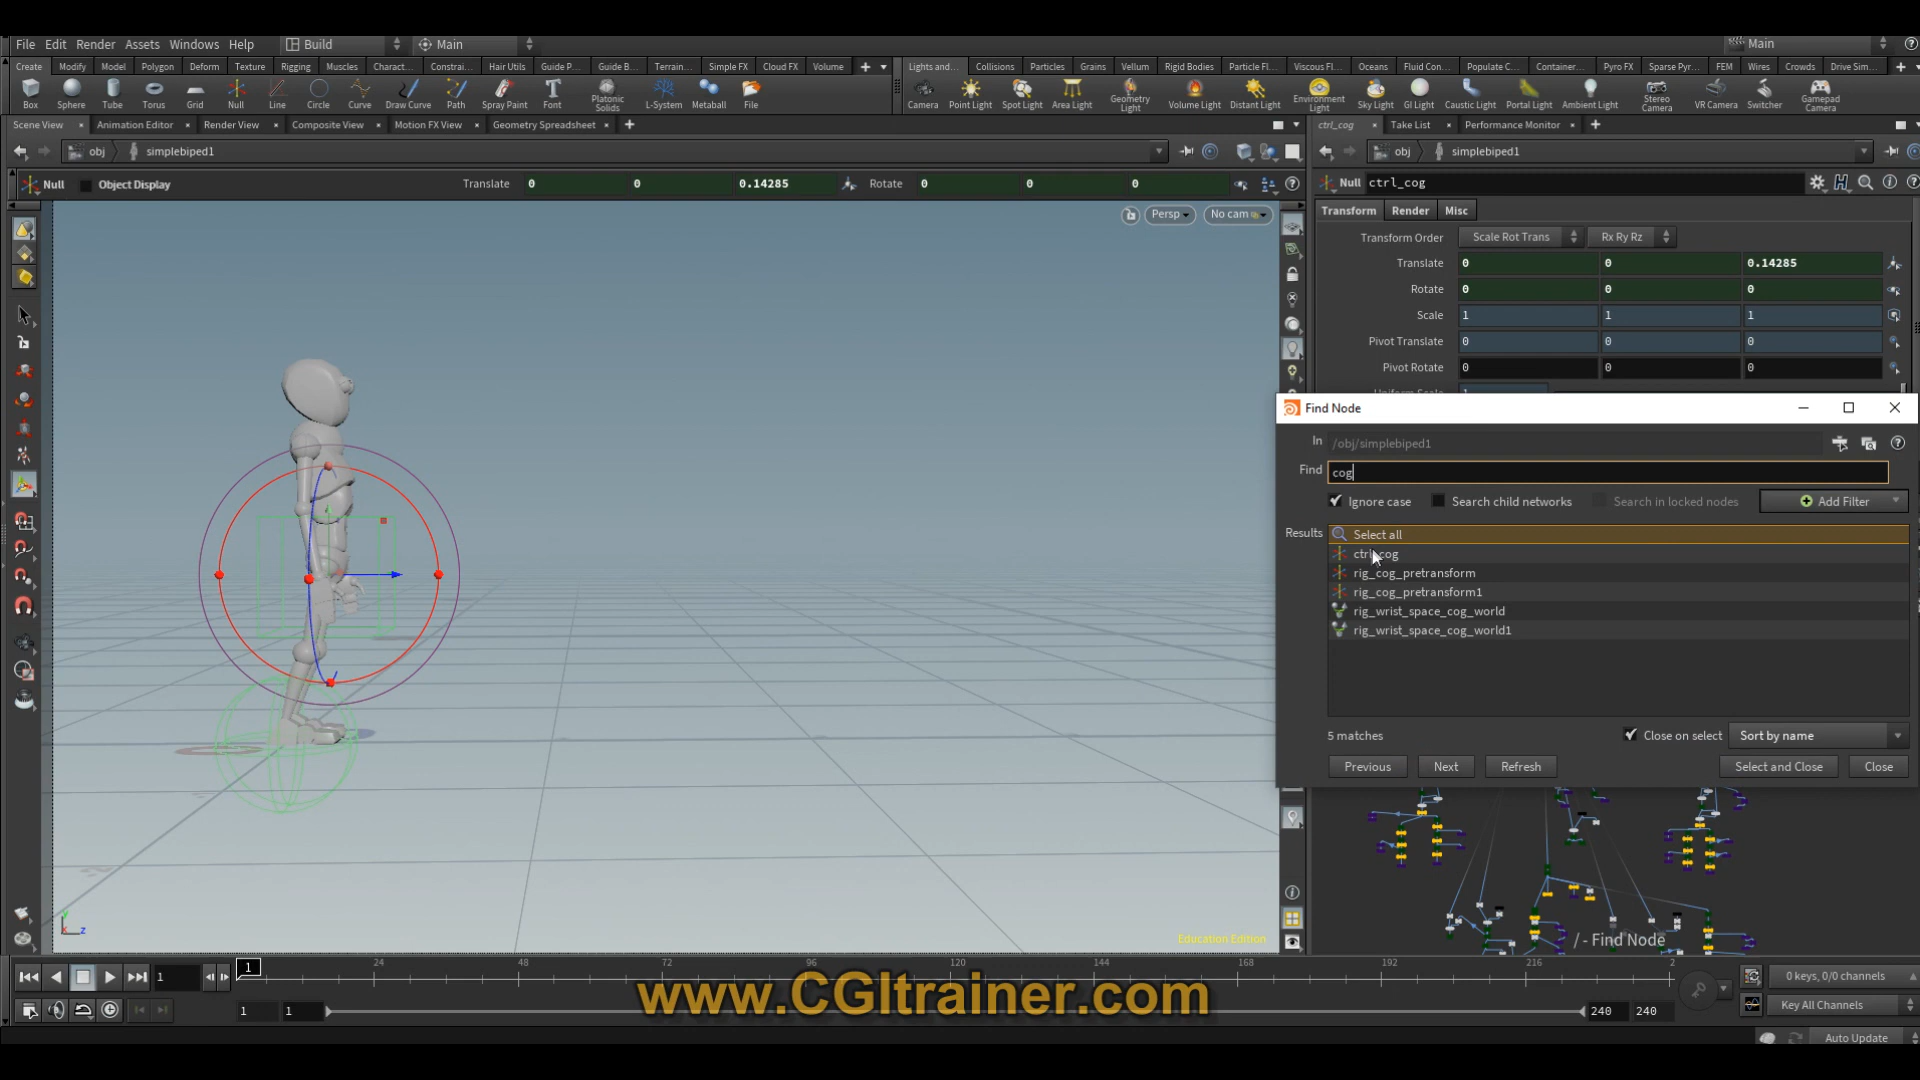 File Edit Render Assets Windows Help Build Main Main
Create Modify Model Polygon Deform Texture Rigging Muscles Charact... Constrai... Hair Utils Guide P... Guide B... Terrain... Simple FX Cloud FX Volume
Lights and... Collisions Particles Grains Vellum Rigid Bodies Particle Fl... Viscous Fl... Oceans Fluid Con... Populate C... Container... Pyro FX Sparse Pyr... FEM Wires Crowds Drive Sim...
Box Sphere Tube Torus Grid Null Line Circle Curve Draw Curve Path Spray Paint Font Platonic Solids L-System Metaball File
Camera Point Light Spot Light Area Light Geometry Light Volume Light Distant Light Environment Light Sky Light GI Light Caustic Light Portal Light Ambient Light Stereo Camera VR Camera Switcher Gamepad Camera
Scene View Animation Editor Render View Composite View Motion FX View Geometry Spreadsheet
ctrl_cog Take List Performance Monitor
obj simplebiped1
obj simplebiped1
Null Object Display Translate 0 0 0.14285 Rotate 0 0 0
Null ctrl_cog
Persp No cam
Transform Render Misc
Transform Order Scale Rot Trans Rx Ry Rz
Translate 0 0 0.14285
Rotate 0 0 0
Scale 1 1 1
Pivot Translate 0 0 0
Pivot Rotate 0 0 0
Find Node
In /obj/simplebiped1
Find cog
Ignore case Search child networks Search in locked nodes Add Filter
Results Select all
ctrl_cog
rig_cog_pretransform
rig_cog_pretransform1
rig_wrist_space_cog_world
rig_wrist_space_cog_world1
5 matches Close on select Sort by name
Previous Next Refresh Select and Close Close
/ - Find Node
Education Edition
1 1 24 48 72 96 120 144 168 192 216 2
0 keys, 0/0 channels
www.CGItrainer.com
1 1 240 240 Key All Channels
Auto Update